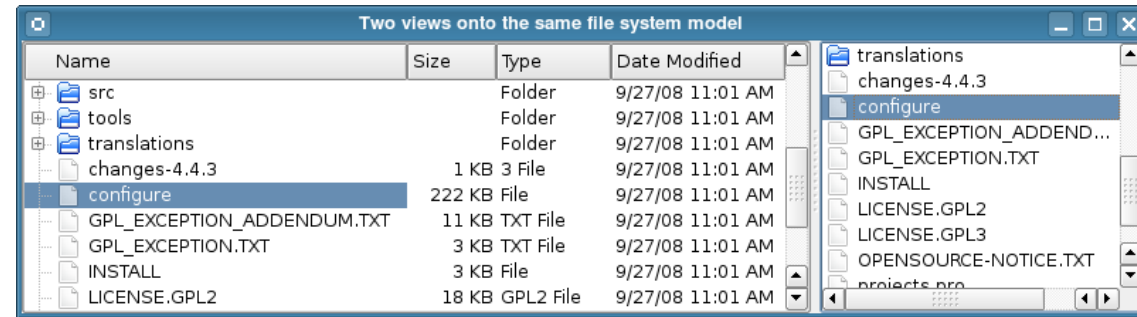 Two views onto the same file system model
Name Size Type Date Modified
src Folder 9/27/08 11:01 AM
tools Folder 9/27/08 11:01 AM
translations Folder 9/27/08 11:01 AM
changes-4.4.3 1 KB 3 File 9/27/08 11:01 AM
configure 222 KB File 9/27/08 11:01 AM
GPL_EXCEPTION_ADDENDUM.TXT 11 KB TXT File 9/27/08 11:01 AM
GPL_EXCEPTION.TXT 3 KB TXT File 9/27/08 11:01 AM
INSTALL 3 KB File 9/27/08 11:01 AM
LICENSE.GPL2 18 KB GPL2 File 9/27/08 11:01 AM
translations
changes-4.4.3
configure
GPL_EXCEPTION_ADDEND...
GPL_EXCEPTION.TXT
INSTALL
LICENSE.GPL2
LICENSE.GPL3
OPENSOURCE-NOTICE.TXT
projects.pro